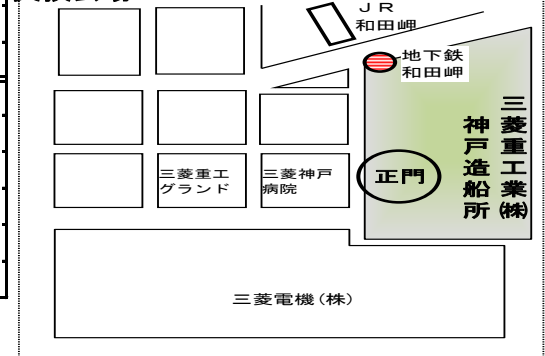 ＪＲ
和田岬
地下鉄
和田岬
三菱重工業㈱
神戸造船所
三菱重工
グランド
三菱神戸
病院
正門
三菱電機(株)